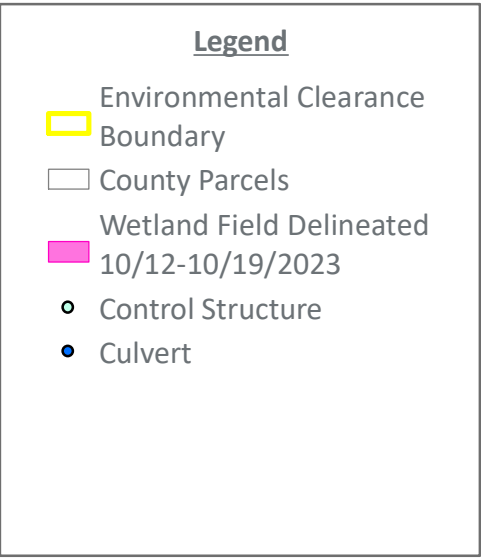 Legend
Environmental Clearance
Boundary
County Parcels
Wetland Field Delineated
10/12-10/19/2023
Control Structure
Culvert